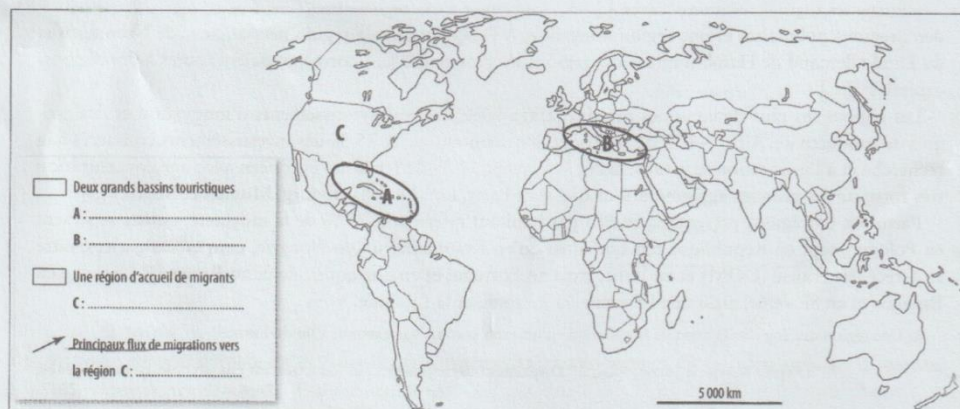 C
B
A
Deux grands bassins touristiques
A : ..............................
B : ..............................
Une région d'accueil de migrants
C : ..............................
Principaux flux de migrations vers
la région C : ....................
5 000 km